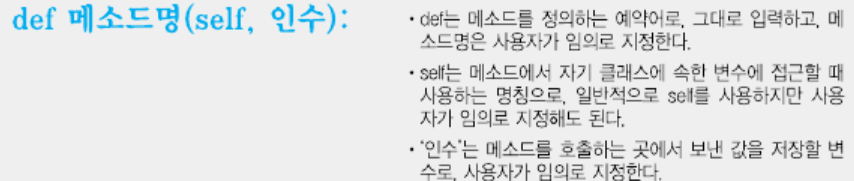 def 메소드명(self, 인수):
• def는 메소드를 정의하는 예약어로, 그대로 입력하고, 메
소드명은 사용자가 임의로 지정한다.
• self는 메소드에서 자기 클래스에 속한 변수에 접근할 때
사용하는 명칭으로, 일반적으로 self를 사용하지만 사용
자가 임의로 지정해도 된다.
• '인수'는 메소드를 호출하는 곳에서 보낸 값을 저장할 변
수로, 사용자가 임의로 지정한다.